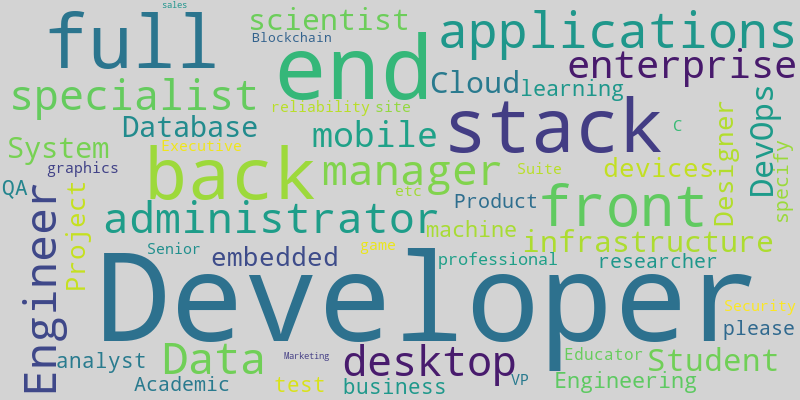 sales
full
scientist
Blockchain
end
applications
enterprise
specialist
Cloud
learning
Database
reliability
site
System
Executive
mobile
stack
C
Designer
DevOps
QA
graphics
back
manager
Suite
devices
specify
Engineer
Project
etc
Product
front
administrator
machine
infrastructure
Senior
embedded
game
professional
researcher
Developer
Security
please
analyst
Data
Marketing
desktop
Educator
Student
Academic
test
business
VP
Engineering